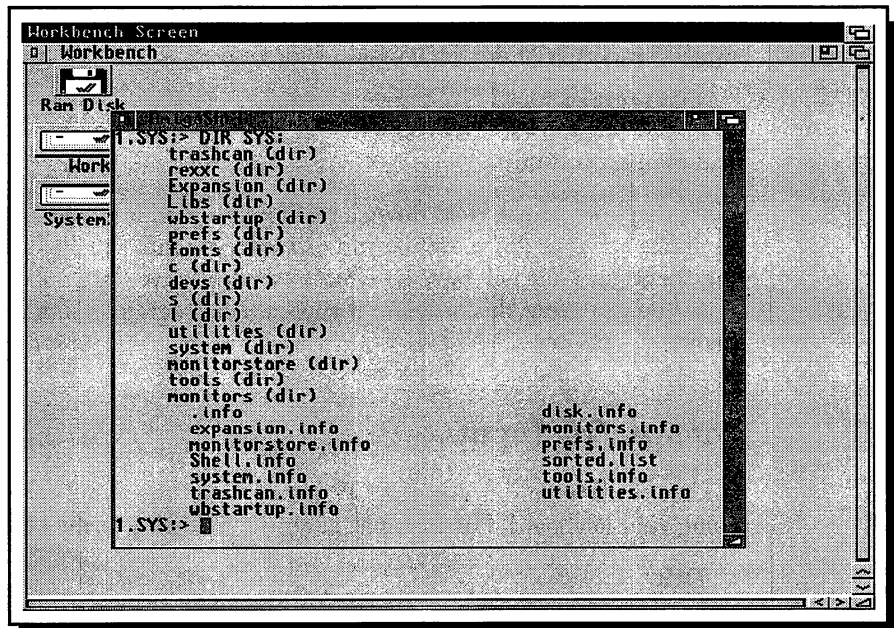 Workbench Screen
Workbench
Ram Disk
Work
System
AmigaShell
1.SYS:> DIR SYS:
trashcan (dir)
rexxc (dir)
Expansion (dir)
Libs (dir)
wbstartup (dir)
prefs (dir)
fonts (dir)
c (dir)
devs (dir)
s (dir)
l (dir)
utilities (dir)
system (dir)
monitorstore (dir)
tools (dir)
monitors (dir)
.info disk.info
expansion.info monitors.info
monitorstore.info prefs.info
Shell.info sorted.list
system.info tools.info
trashcan.info utilities.info
wbstartup.info
1.SYS:>